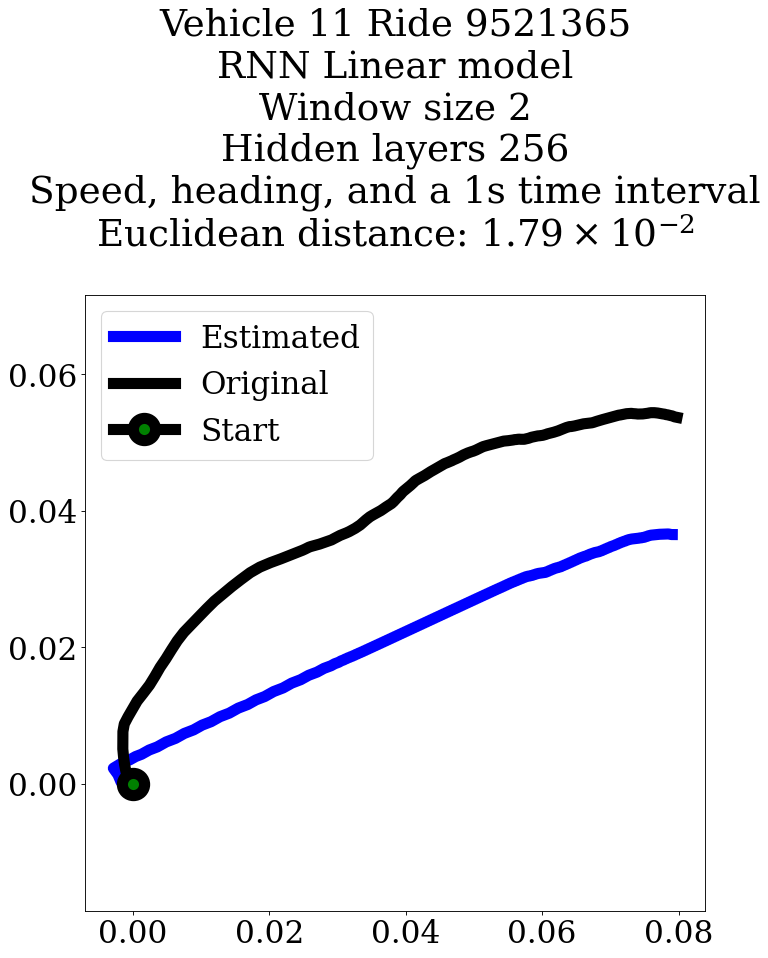 Vehicle 11 Ride 9521365
RNN Linear model
Window size 2
Hidden layers 256
Speed, heading, and a 1s time interval
Euclidean distance: 1.79 × 10⁻²
Estimated
Original
Start
0.06
0.04
0.02
0.00
0.00 0.02 0.04 0.06 0.08